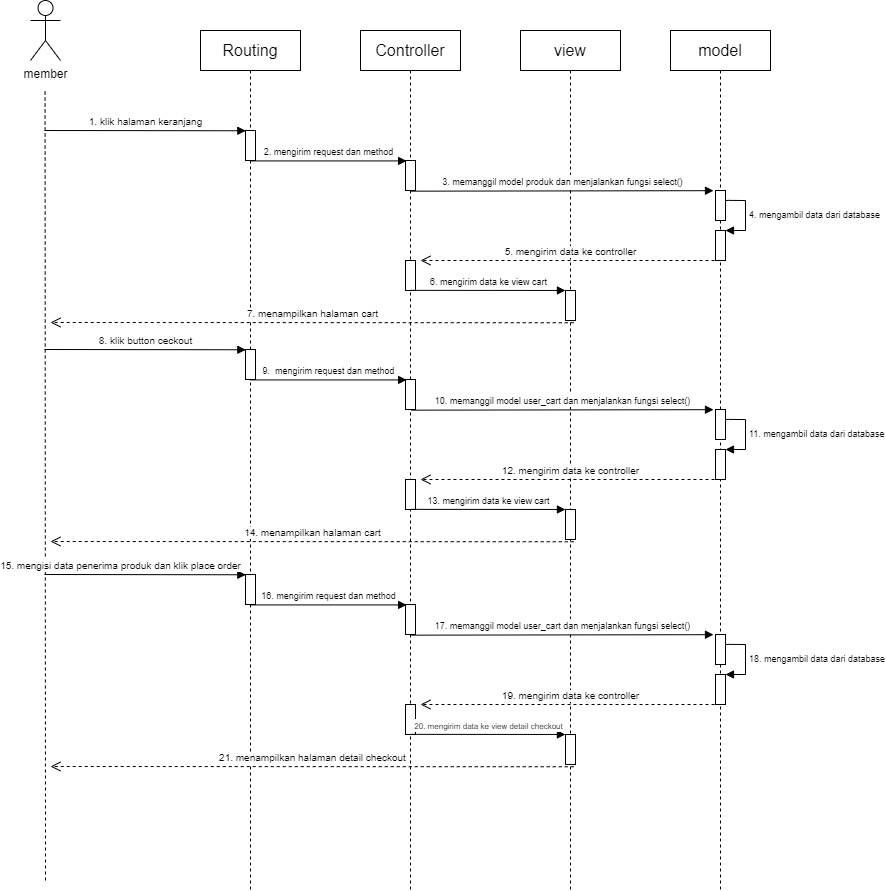 member
Routing
Controller
view
model
1. klik halaman keranjang
2. mengirim request dan method
3. memanggil model produk dan menjalankan fungsi select()
4. mengambil data dari database
5. mengirim data ke controller
6. mengirim data ke view cart
7. menampilkan halaman cart
8. klik button ceckout
9. mengirim request dan method
10. memanggil model user_cart dan menjalankan fungsi select()
11. mengambil data dari database
12. mengirim data ke controller
13. mengirim data ke view cart
14. menampilkan halaman cart
15. mengisi data penerima produk dan klik place order
16. mengirim request dan method
17. memanggil model user_cart dan menjalankan fungsi select()
18. mengambil data dari database
19. mengirim data ke controller
20. mengirim data ke view detail checkout
21. menampilkan halaman detail checkout